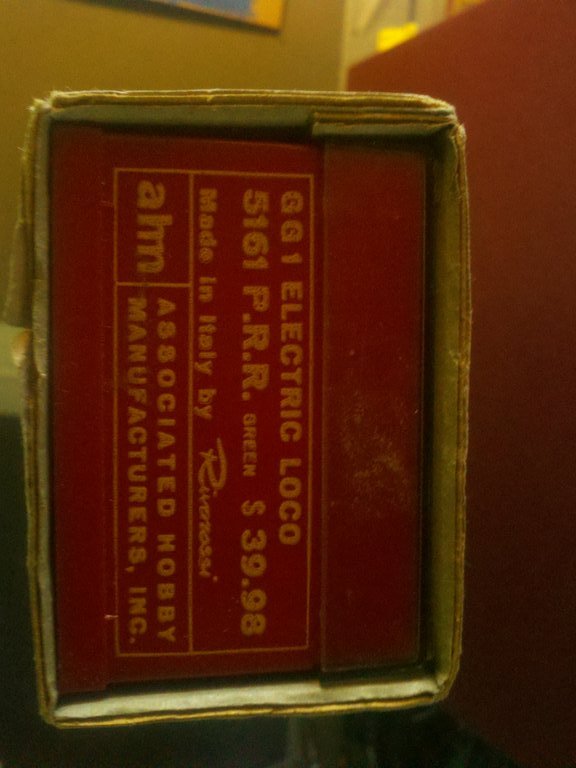 GG1 ELECTRIC LOCO
5161 P.R.R. GREEN $39.98
Made in Italy by Rivarossi
ahm ASSOCIATED HOBBY
MANUFACTURERS, INC.